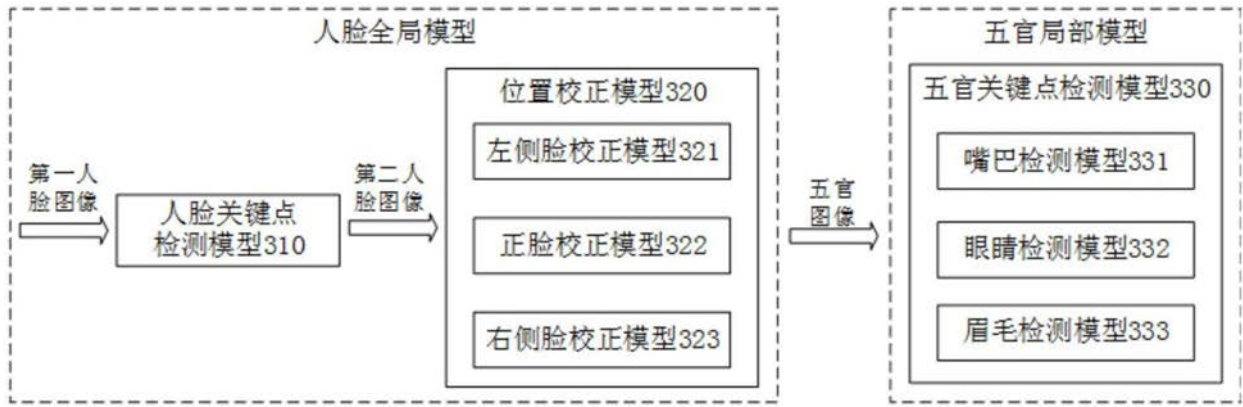 人脸全局模型
第一人
脸图像
人脸关键点
检测模型310
第二人
脸图像
位置校正模型320
左侧脸校正模型321
正脸校正模型322
右侧脸校正模型323
五官
图像
五官局部模型
五官关键点检测模型330
嘴巴检测模型331
眼睛检测模型332
眉毛检测模型333